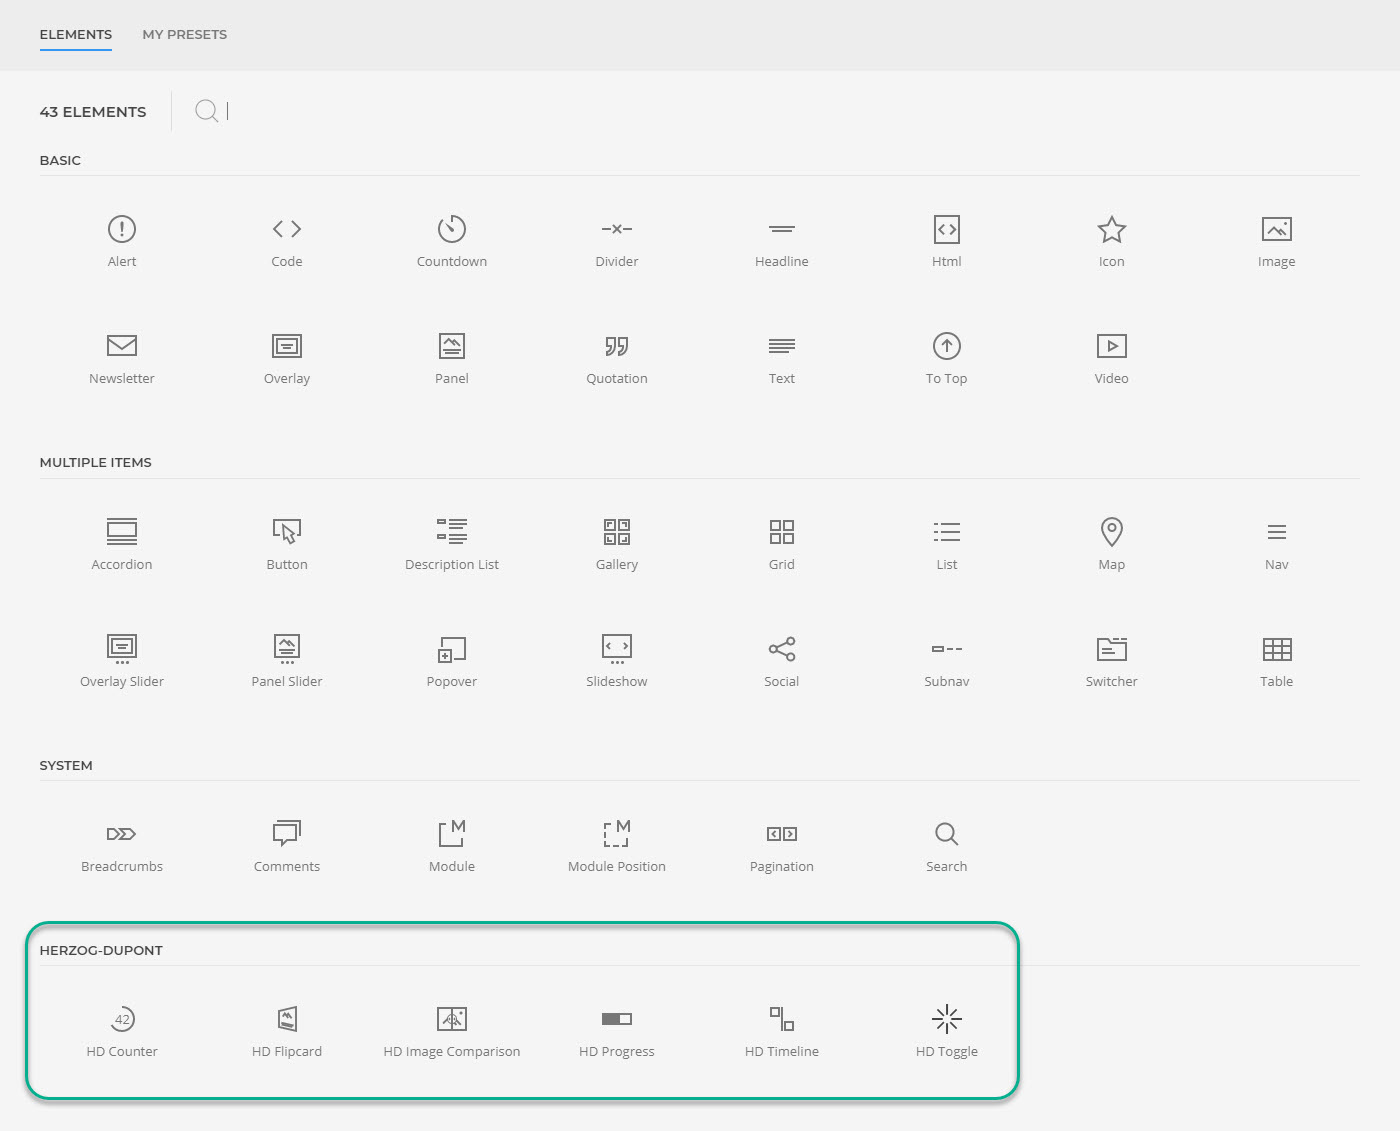 ELEMENTS MY PRESETS
43 ELEMENTS
BASIC
Alert Code Countdown Divider Headline Html Icon Image
Newsletter Overlay Panel Quotation Text To Top Video
MULTIPLE ITEMS
Accordion Button Description List Gallery Grid List Map Nav
Overlay Slider Panel Slider Popover Slideshow Social Subnav Switcher Table
SYSTEM
M M
Breadcrumbs Comments Module Module Position Pagination Search
HERZOG-DUPONT
42
HD Counter HD Flipcard HD Image Comparison HD Progress HD Timeline HD Toggle